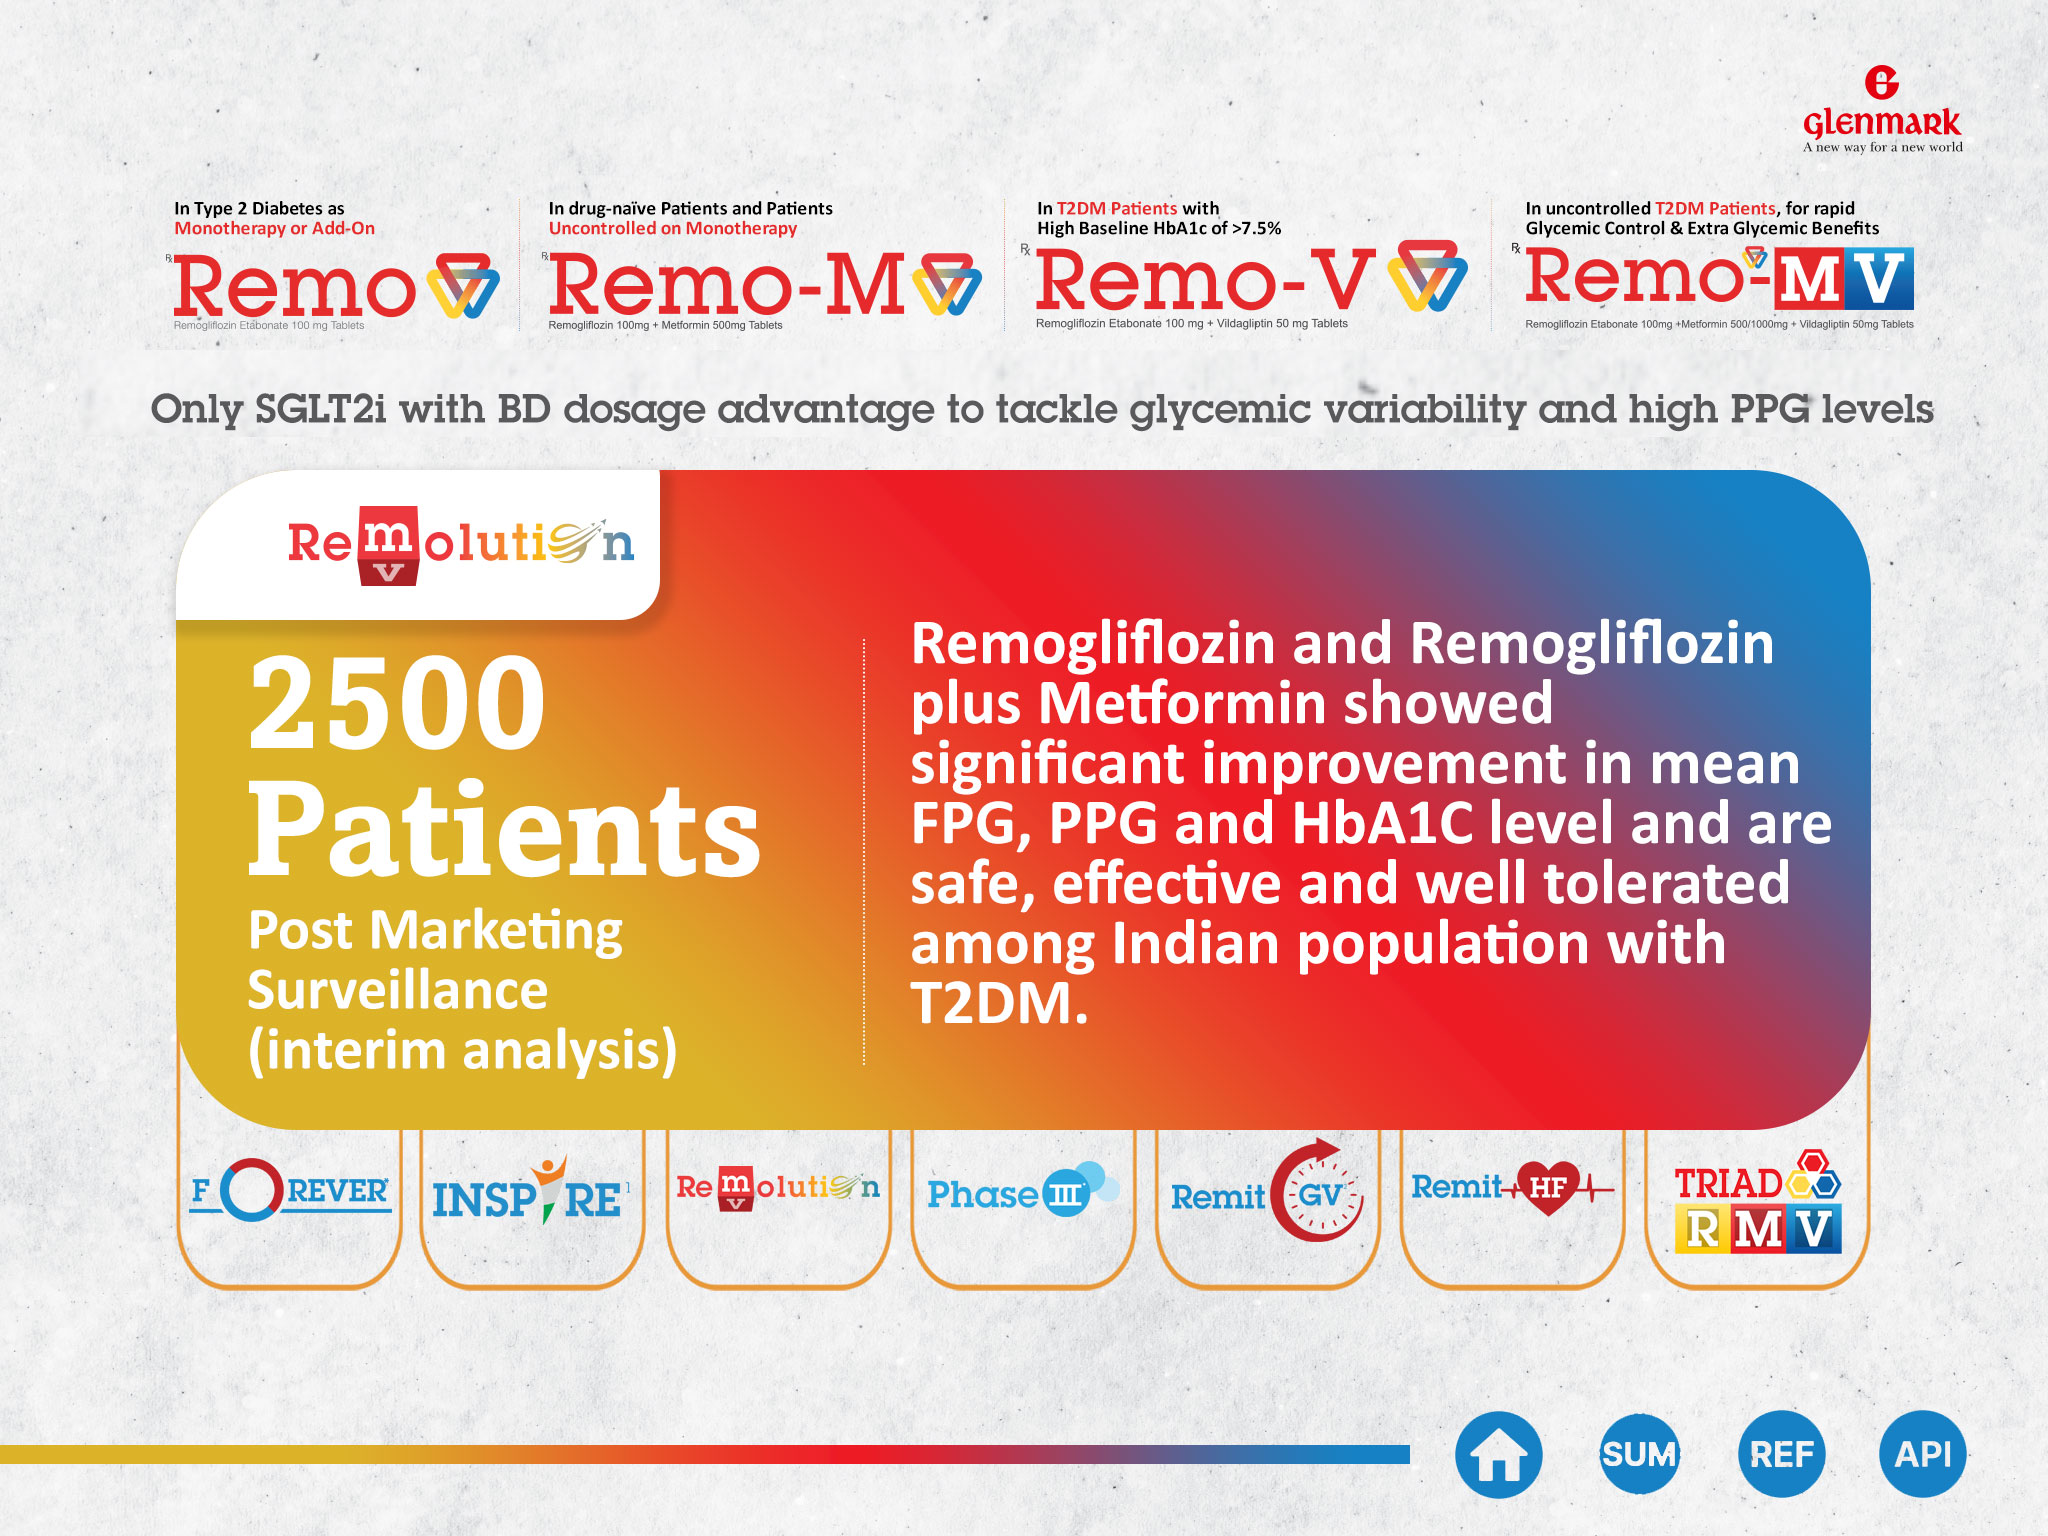 glenmark
A new way for a new world
In Type 2 Diabetes as
Monotherapy or Add-On
Rx Remo
Remogliflozin Etabonate 100 mg Tablets
In drug-naïve Patients and Patients
Uncontrolled on Monotherapy
Rx Remo-M
Remogliflozin 100mg + Metformin 500mg Tablets
In T2DM Patients with
High Baseline HbA1c of >7.5%
Rx Remo-V
Remogliflozin Etabonate 100 mg + Vildagliptin 50 mg Tablets
In uncontrolled T2DM Patients, for rapid
Glycemic Control & Extra Glycemic Benefits
Rx Remo-MV
Remogliflozin Etabonate 100mg +Metformin 500/1000mg + Vildagliptin 50mg Tablets
Only SGLT2i with BD dosage advantage to tackle glycemic variability and high PPG levels
Remolution
v
2500
Patients
Post Marketing
Surveillance
(interim analysis)
Remogliflozin and Remogliflozin
plus Metformin showed
significant improvement in mean
FPG, PPG and HbA1C level and are
safe, effective and well tolerated
among Indian population with
T2DM.
FOREVER*
INSPIRE1
Remolution
v
Phase III
Remit GV
Remit HF
TRIAD
RMV
SUM
REF
API